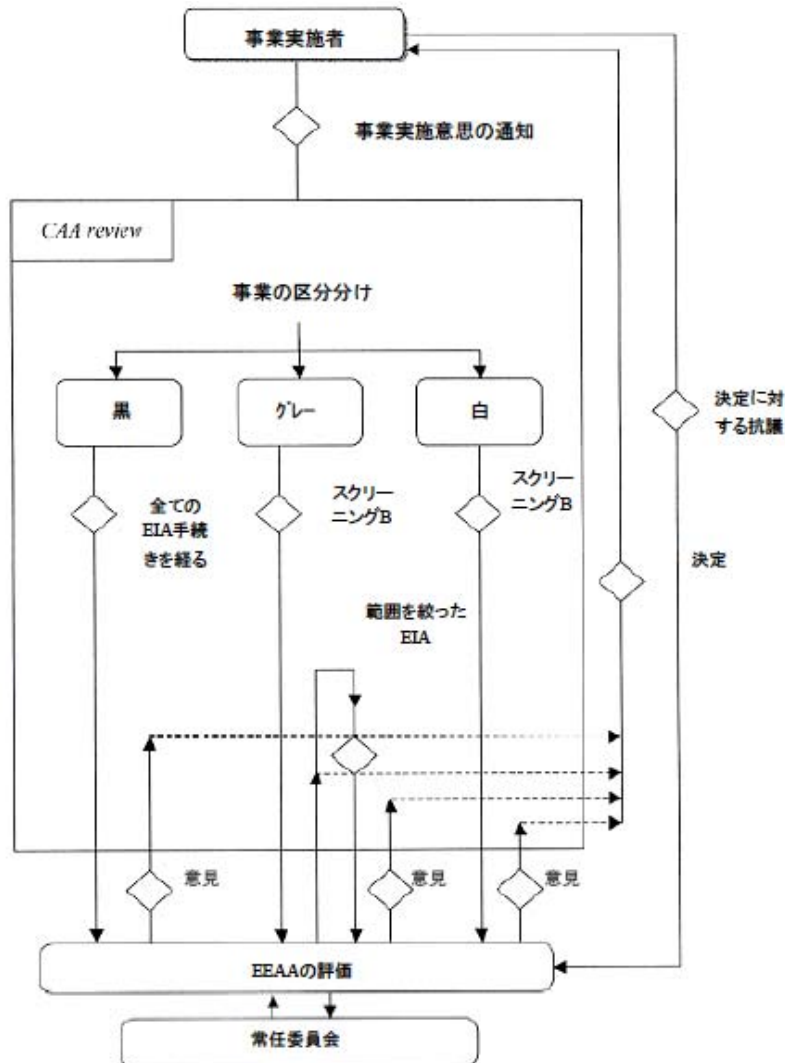 事業実施者
事業実施意思の通知
CAA review
事業の区分分け
黒
グレー
白
決定に対
する抗議
全ての
EIA手続
きを経る
スクリー
ニングB
スクリー
ニングB
決定
範囲を絞った
EIA
意見
意見
意見
EEAAの評価
常任委員会